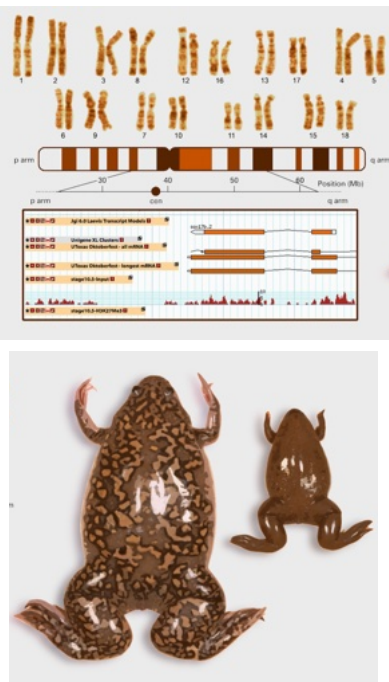 1 2 3 8 12 16 13 17 4 5
6 9 7 10 11 14 15 18
p arm q arm
30 40 50 60 Position (Mb)
p arm cen q arm
Jgi 6.0 Laevis Transcript Models
Unigene XL Clusters
UTexas Oktoberfest - all mRNA
UTexas Oktoberfest - longest mRNA
stage10.5-Input
stage10.5-H3K27Me3